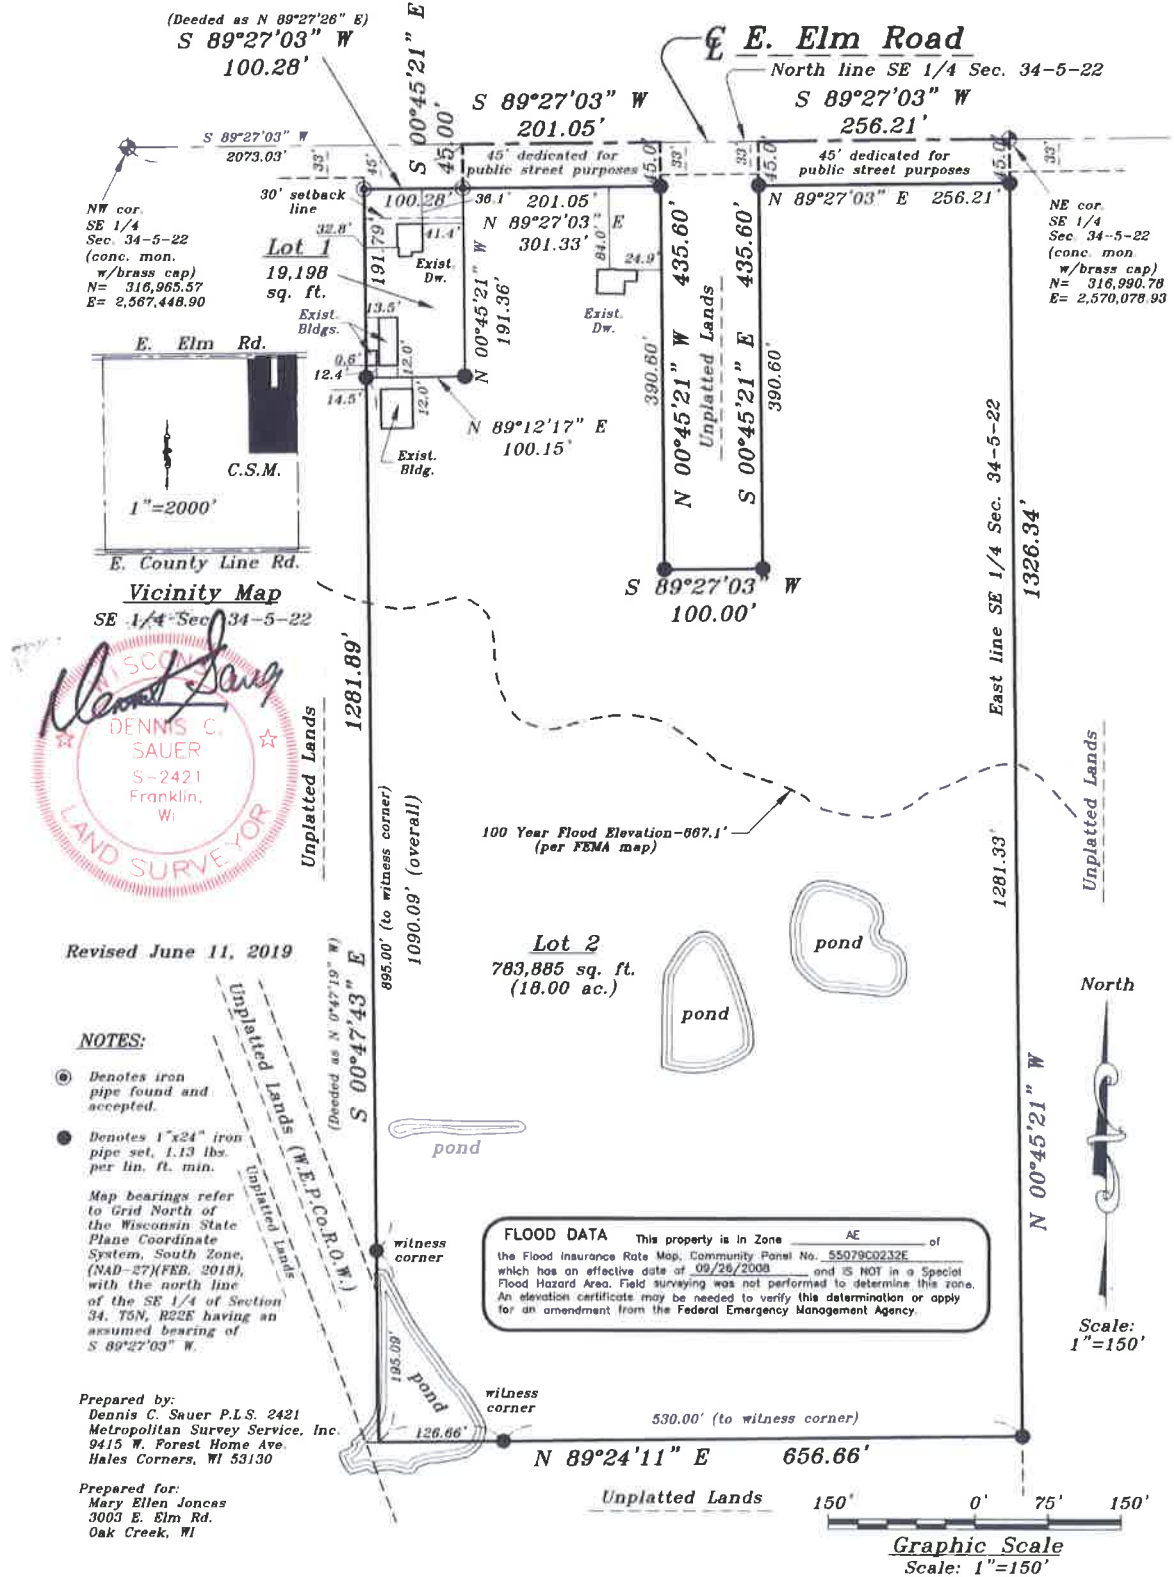 (Deeded as N 89°27'26" E)
S 89°27'03" W
100.28'
S 00°45'21" E
45.00'
℄ E. Elm Road
North line SE 1/4 Sec. 34-5-22
S 89°27'03" W
201.05'
S 89°27'03" W
256.21'
S 89°27'03" W
2073.03'
33'
45'
45' dedicated for
public street purposes
45.0'
33'
33'
45.0'
45' dedicated for
public street purposes
45.0'
33'
NW cor.
SE 1/4
Sec. 34-5-22
(conc. mon.
w/brass cap)
N= 316,965.57
E= 2,567,448.90
30' setback
line
100.28'
36.1'
201.05'
N 89°27'03" E
301.33'
N 89°27'03" E 256.21'
NE cor.
SE 1/4
Sec. 34-5-22
(conc. mon.
w/brass cap)
N= 316,990.78
E= 2,570,078.93
32.8'
41.4'
191.79'
Lot 1
19,198
sq. ft.
Exist.
Dw.
N 00°45'21" W
191.36'
84.0'
24.9'
Exist.
Dw.
13.5'
Exist.
Bldgs.
0.6'
12.0'
12.4'
14.5'
12.0'
N 89°12'17" E
100.15'
Exist.
Bldg.
N 00°45'21" W 435.60'
390.60'
Unplatted Lands
S 00°45'21" E 435.60'
390.60'
S 89°27'03" W
100.00'
East line SE 1/4 Sec. 34-5-22
1326.34'
E. Elm Rd.
C.S.M.
1"=2000'
E. County Line Rd.
Vicinity Map
SE 1/4 Sec. 34-5-22
WISCONSIN
DENNIS C.
SAUER
S-2421
Franklin,
Wi
LAND SURVEYOR
1281.89'
Unplatted Lands
895.00' (to witness corner)
1090.09' (overall)
S 00°47'43" E
(Deeded as N 0°47'19" W)
100 Year Flood Elevation-667.1'
(per FEMA map)
Unplatted Lands
1281.33'
Lot 2
783,885 sq. ft.
(18.00 ac.)
pond
pond
pond
North
N 00°45'21" W
Scale:
1"=150'
Revised June 11, 2019
NOTES:
Denotes iron
pipe found and
accepted.
Denotes 1"x24" iron
pipe set, 1.13 lbs.
per lin. ft. min.
Map bearings refer
to Grid North of
the Wisconsin State
Plane Coordinate
System, South Zone,
(NAD-27)(FEB. 2018),
with the north line
of the SE 1/4 of Section
34, T5N, R22E having an
assumed bearing of
S 89°27'03" W.
Unplatted Lands (W.E.P.Co.R.O.W.)
Unplatted Lands
witness
corner
FLOOD DATA This property is in Zone AE of
the Flood Insurance Rate Map, Community Panel No. 55079C0232E
which has an effective date of 09/26/2008 and IS NOT in a Special
Flood Hazard Area. Field surveying was not performed to determine this zone.
An elevation certificate may be needed to verify this determination or apply
for an amendment from the Federal Emergency Management Agency.
195.09'
pond
126.66'
witness
corner
530.00' (to witness corner)
N 89°24'11" E 656.66'
Unplatted Lands
Prepared by:
Dennis C. Sauer P.L.S. 2421
Metropolitan Survey Service, Inc.
9415 W. Forest Home Ave.
Hales Corners, WI 53130
Prepared for:
Mary Ellen Joncas
3003 E. Elm Rd.
Oak Creek, WI
150' 0' 75' 150'
Graphic Scale
Scale: 1"=150'